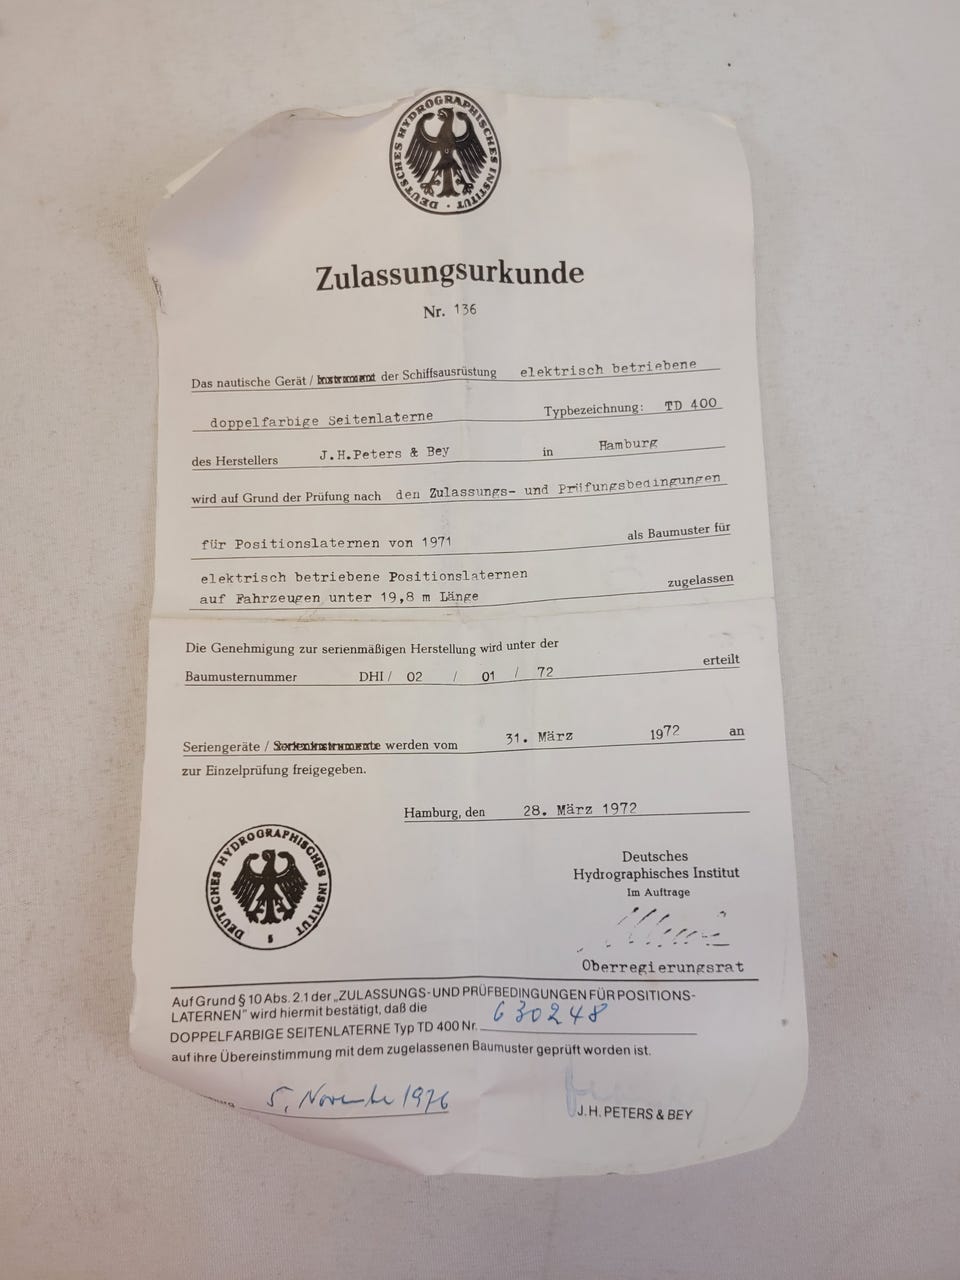 DEUTSCHES HYDROGRAPHISCHES INSTITUT
Zulassungsurkunde
Nr. 136
Das nautische Gerät / Instrument der Schiffsausrüstung elektrisch betriebene
doppelfarbige Seitenlaterne Typbezeichnung: TD 400
des Herstellers J.H.Peters & Bey in Hamburg
wird auf Grund der Prüfung nach den Zulassungs- und Prüfungsbedingungen
für Positionslaternen von 1971 als Baumuster für
elektrisch betriebene Positionslaternen
auf Fahrzeugen unter 19,8 m Länge zugelassen
Die Genehmigung zur serienmäßigen Herstellung wird unter der
Baumusternummer DHI / 02 / 01 / 72 erteilt
Seriengeräte / Serieninstrumente werden vom 31. März 1972 an
zur Einzelprüfung freigegeben.
Hamburg, den 28. März 1972
DEUTSCHES HYDROGRAPHISCHES INSTITUT
Deutsches
Hydrographisches Institut
Im Auftrage
Oberregierungsrat
Auf Grund § 10 Abs. 2.1 der „ZULASSUNGS- UND PRÜFBEDINGUNGEN FÜR POSITIONS-
LATERNEN" wird hiermit bestätigt, daß die
DOPPELFARBIGE SEITENLATERNE Typ TD 400 Nr. 630248
auf ihre Übereinstimmung mit dem zugelassenen Baumuster geprüft worden ist.
5. November 1976
J. H. PETERS & BEY